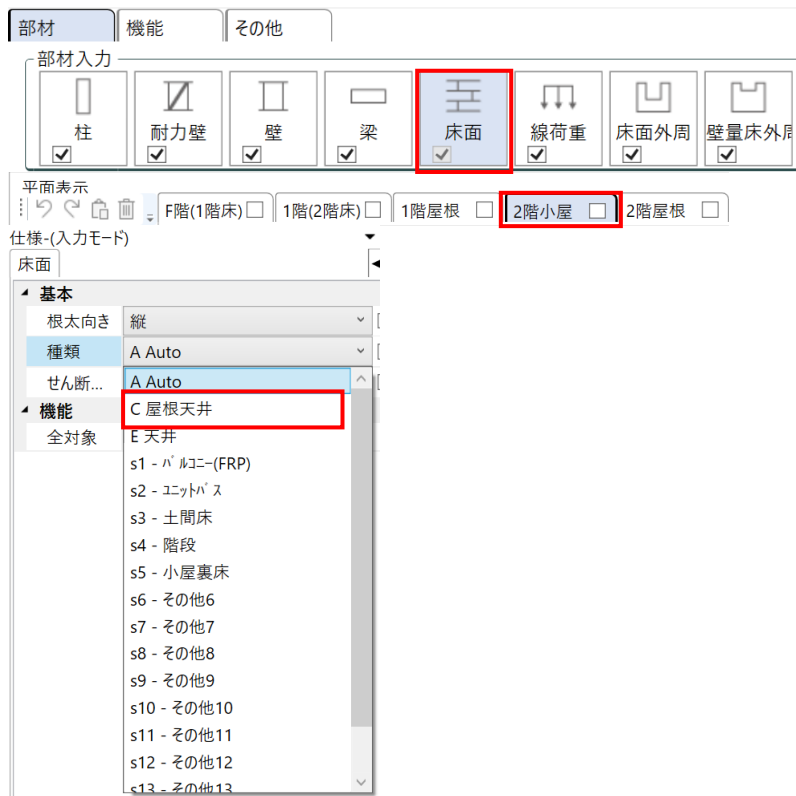 部材 機能 その他
部材入力
柱 耐力壁 壁 梁 床面 線荷重 床面外周 壁量床外周
平面表示
F階(1階床) 1階(2階床) 1階屋根 2階小屋 2階屋根
仕様-(入力モード)
床面
基本
根太向き 縦
種類 A Auto
せん断... A Auto
C 屋根天井
機能
全対象 E 天井
s1 - ﾊﾞﾙｺﾆｰ(FRP)
s2 - ﾕﾆｯﾄﾊﾞｽ
s3 - 土間床
s4 - 階段
s5 - 小屋裏床
s6 - その他6
s7 - その他7
s8 - その他8
s9 - その他9
s10 - その他10
s11 - その他11
s12 - その他12
s13 - その他13